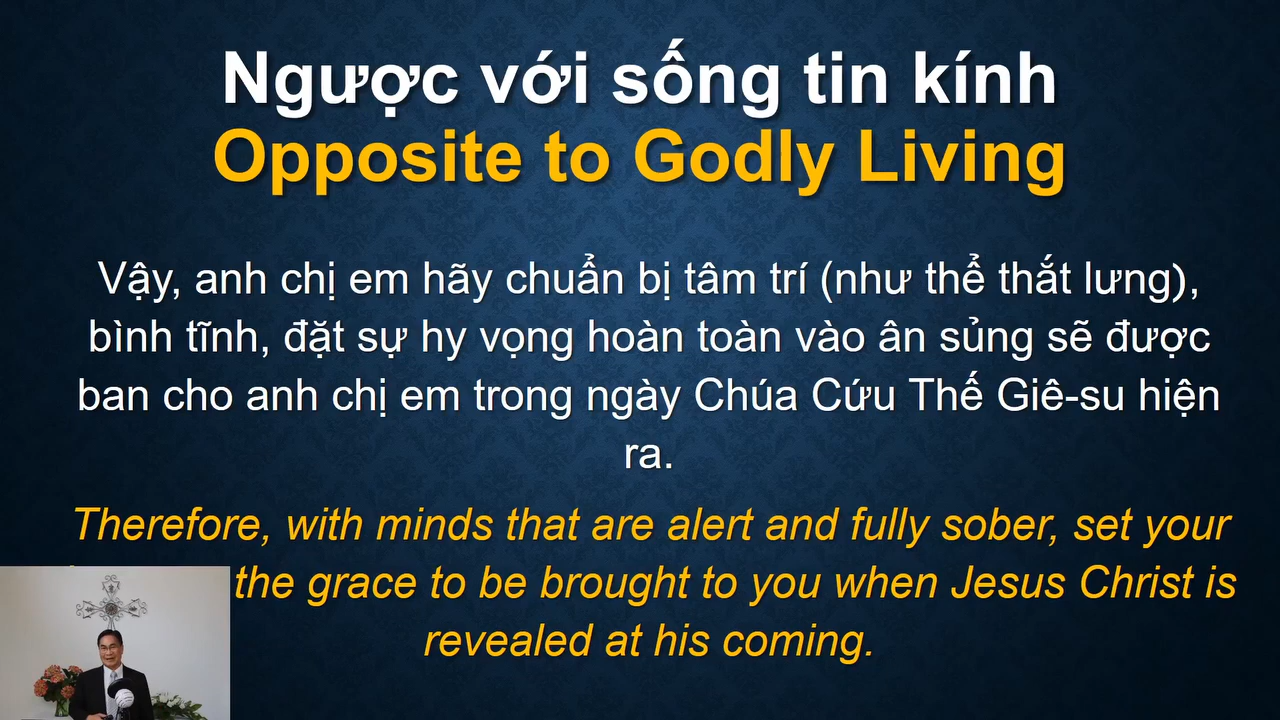 Ngược với sống tin kính
Opposite to Godly Living
Vậy, anh chị em hãy chuẩn bị tâm trí (như thể thắt lưng),
bình tĩnh, đặt sự hy vọng hoàn toàn vào ân sủng sẽ được
ban cho anh chị em trong ngày Chúa Cứu Thế Giê-su hiện
ra.
Therefore, with minds that are alert and fully sober, set your
the grace to be brought to you when Jesus Christ is
revealed at his coming.